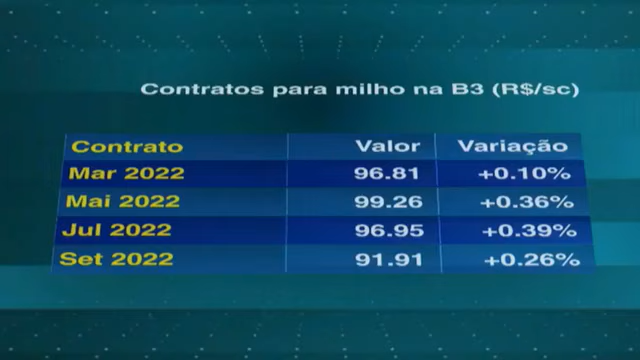 Contratos para milho na B3 (R$/sc)
Contrato Valor Variação
Mar 2022 96.81 +0.10%
Mai 2022 99.26 +0.36%
Jul 2022 96.95 +0.39%
Set 2022 91.91 +0.26%